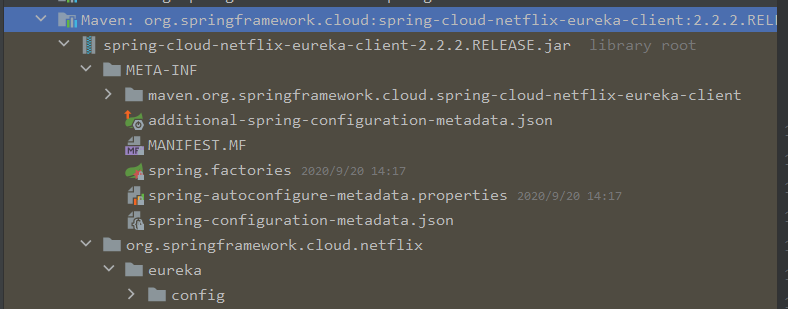 Maven: org.springframework.cloud:spring-cloud-netflix-eureka-client:2.2.2.REL
spring-cloud-netflix-eureka-client-2.2.2.RELEASE.jar library root
META-INF
maven.org.springframework.cloud.spring-cloud-netflix-eureka-client
additional-spring-configuration-metadata.json
MANIFEST.MF
spring.factories 2020/9/20 14:17
spring-autoconfigure-metadata.properties 2020/9/20 14:17
spring-configuration-metadata.json
org.springframework.cloud.netflix
eureka
config